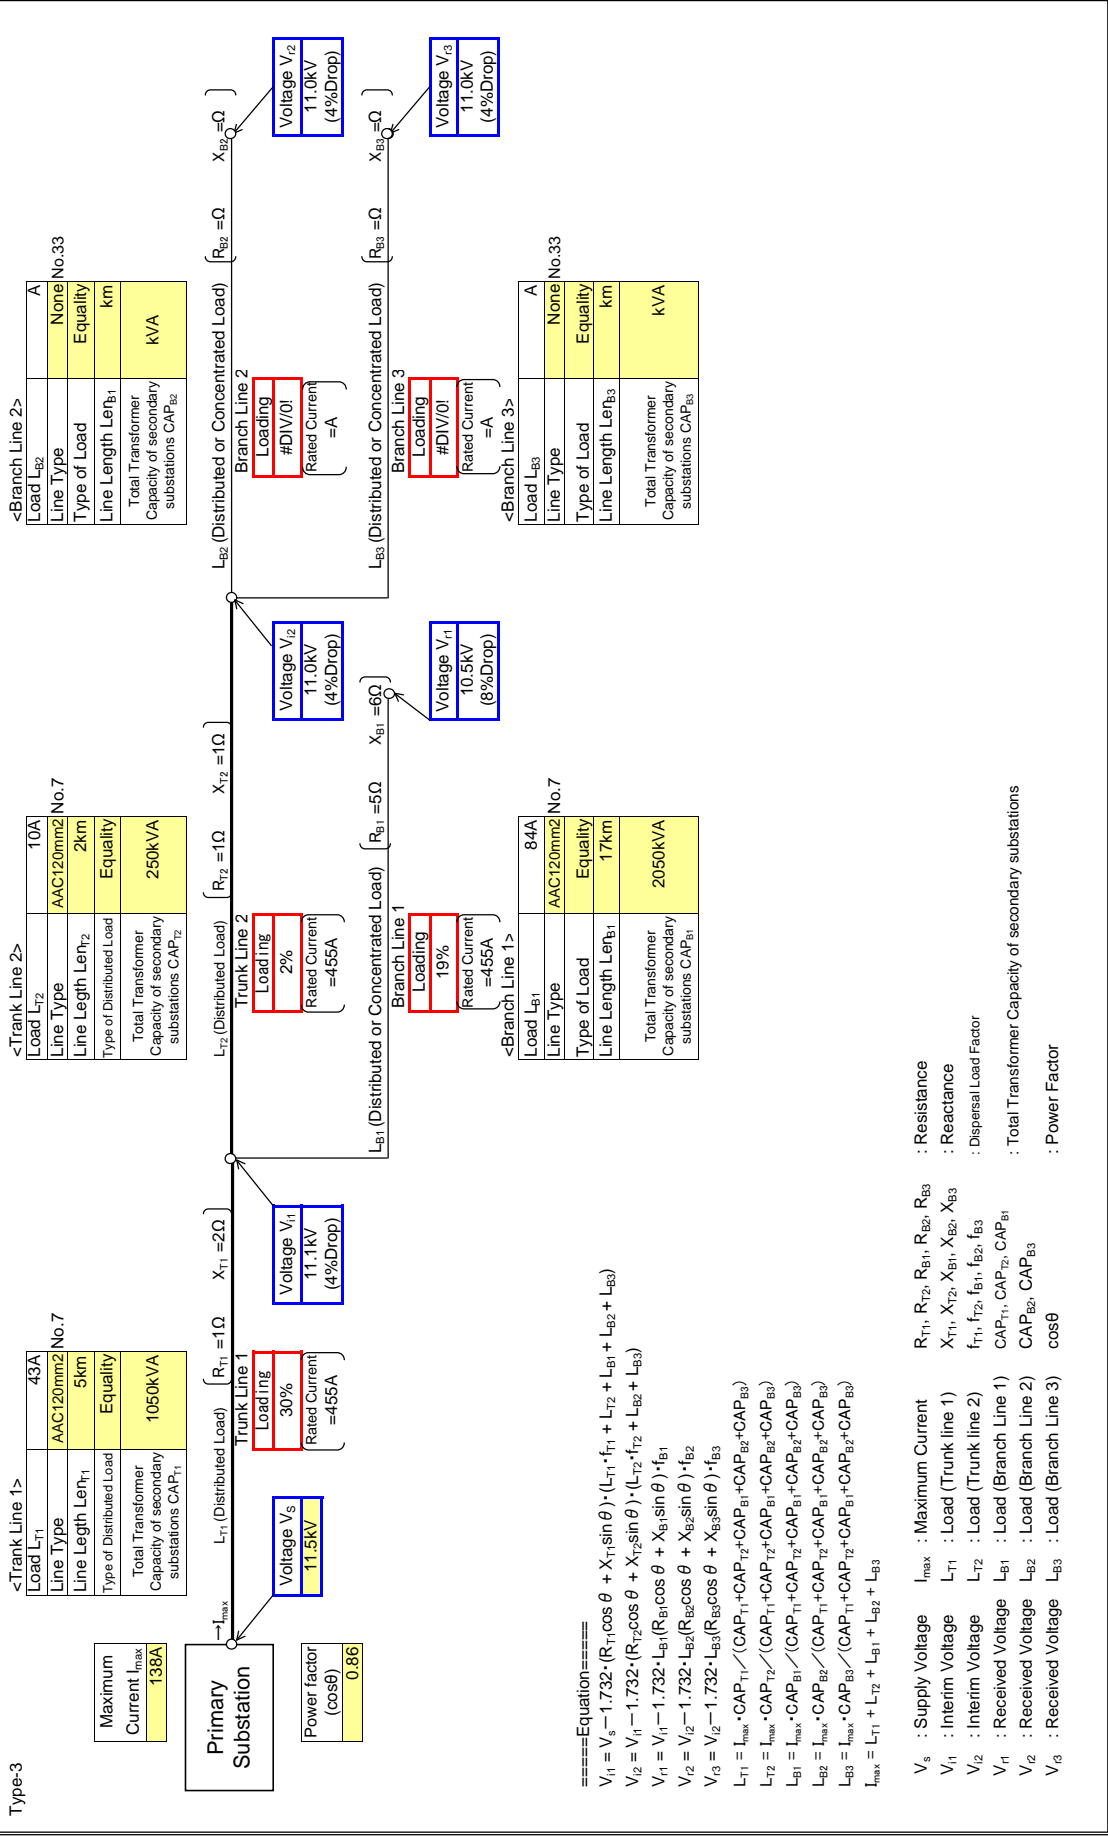 Type-3
Maximum
Current Imax
138A
Primary
Substation
Power factor
(cosθ)
0.86
→Imax
Voltage VS
11.5kV
<Trank Line 1>
Load LT1 43A
Line Type AAC120mm2 No.7
Line Legth LenT1 5km
Type of Distributed Load Equality
Total Transformer
Capacity of secondary
substations CAPT1
1050kVA
LT1 (Distributed Load) (RT1 =1Ω XT1 =2Ω)
Trunk Line 1
Loading
30%
(Rated Current
=455A)
Voltage Vi1
11.1kV
(4%Drop)
<Trank Line 2>
Load LT2 10A
Line Type AAC120mm2 No.7
Line Legth LenT2 2km
Type of Distributed Load Equality
Total Transformer
Capacity of secondary
substations CAPT2
250kVA
LT2 (Distributed Load) (RT2 =1Ω XT2 =1Ω)
Trunk Line 2
Loading
2%
(Rated Current
=455A)
Voltage Vi2
11.0kV
(4%Drop)
LB1 (Distributed or Concentrated Load) (RB1 =5Ω XB1 =6Ω)
Branch Line 1
Loading
19%
(Rated Current
=455A)
Voltage Vr1
10.5kV
(8%Drop)
<Branch Line 1>
Load LB1 84A
Line Type AAC120mm2 No.7
Type of Load Equality
Line Length LenB1 17km
Total Transformer
Capacity of secondary
substations CAPB1
2050kVA
<Branch Line 2>
Load LB2 A
Line Type None No.33
Type of Load Equality
Line Length LenB1 km
Total Transformer
Capacity of secondary
substations CAPB2
kVA
LB2 (Distributed or Concentrated Load) (RB2 =Ω XB2 =Ω)
Branch Line 2
Loading
#DIV/0!
(Rated Current
=A)
Voltage Vr2
11.0kV
(4%Drop)
LB3 (Distributed or Concentrated Load) (RB3 =Ω XB3 =Ω)
Branch Line 3
Loading
#DIV/0!
(Rated Current
=A)
Voltage Vr3
11.0kV
(4%Drop)
<Branch Line 3>
Load LB3 A
Line Type None No.33
Type of Load Equality
Line Length LenB3 km
Total Transformer
Capacity of secondary
substations CAPB3
kVA
=====Equation=====
Vi1 = Vs−1.732・(RT1cos θ + XT1sin θ)・(LT1・fT1 + LT2 + LB1 + LB2 + LB3)
Vi2 = Vi1−1.732・(RT2cos θ + XT2sin θ)・(LT2・fT2 + LB2 + LB3)
Vr1 = Vi1−1.732・LB1(RB1cos θ + XB1sin θ)・fB1
Vr2 = Vi2−1.732・LB2(RB2cos θ + XB2sin θ)・fB2
Vr3 = Vi2−1.732・LB3(RB3cos θ + XB3sin θ)・fB3
LT1 = Imax・CAPT1／(CAPT1+CAPT2+CAPB1+CAPB2+CAPB3)
LT2 = Imax・CAPT2／(CAPT1+CAPT2+CAPB1+CAPB2+CAPB3)
LB1 = Imax・CAPB1／(CAPT1+CAPT2+CAPB1+CAPB2+CAPB3)
LB2 = Imax・CAPB2／(CAPT1+CAPT2+CAPB1+CAPB2+CAPB3)
LB3 = Imax・CAPB3／(CAPT1+CAPT2+CAPB1+CAPB2+CAPB3)
Imax = LT1 + LT2 + LB1 + LB2 + LB3
Vs : Supply Voltage Imax : Maximum Current RT1, RT2, RB1, RB2, RB3 : Resistance
Vi1 : Interim Voltage LT1 : Load (Trunk line 1) XT1, XT2, XB1, XB2, XB3 : Reactance
Vi2 : Interim Voltage LT2 : Load (Trunk line 2) fT1, fT2, fB1, fB2, fB3 : Dispersal Load Factor
Vr1 : Received Voltage LB1 : Load (Branch Line 1) CAPT1, CAPT2, CAPB1 : Total Transformer Capacity of secondary substations
Vr2 : Received Voltage LB2 : Load (Branch Line 2) CAPB2, CAPB3
Vr3 : Received Voltage LB3 : Load (Branch Line 3) cosθ : Power Factor